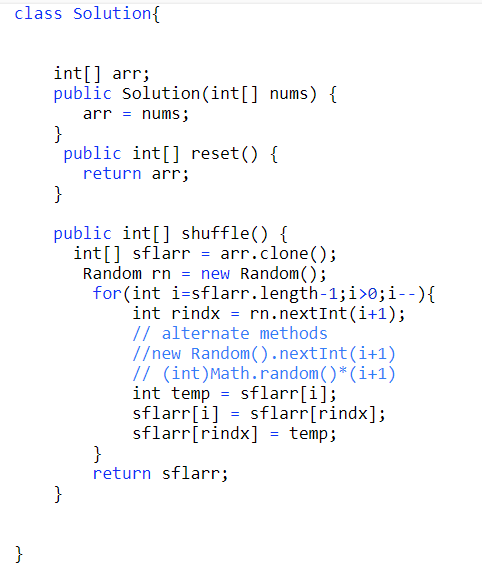 class Solution{
int[] arr;
public Solution(int[] nums) {
arr = nums;
}
public int[] reset() {
return arr;
}
public int[] shuffle() {
int[] sflarr = arr.clone();
Random rn = new Random();
for(int i=sflarr.length-1;i>0;i--){
int rindx = rn.nextInt(i+1);
// alternate methods
//new Random().nextInt(i+1)
// (int)Math.random()*(i+1)
int temp = sflarr[i];
sflarr[i] = sflarr[rindx];
sflarr[rindx] = temp;
}
return sflarr;
}
}